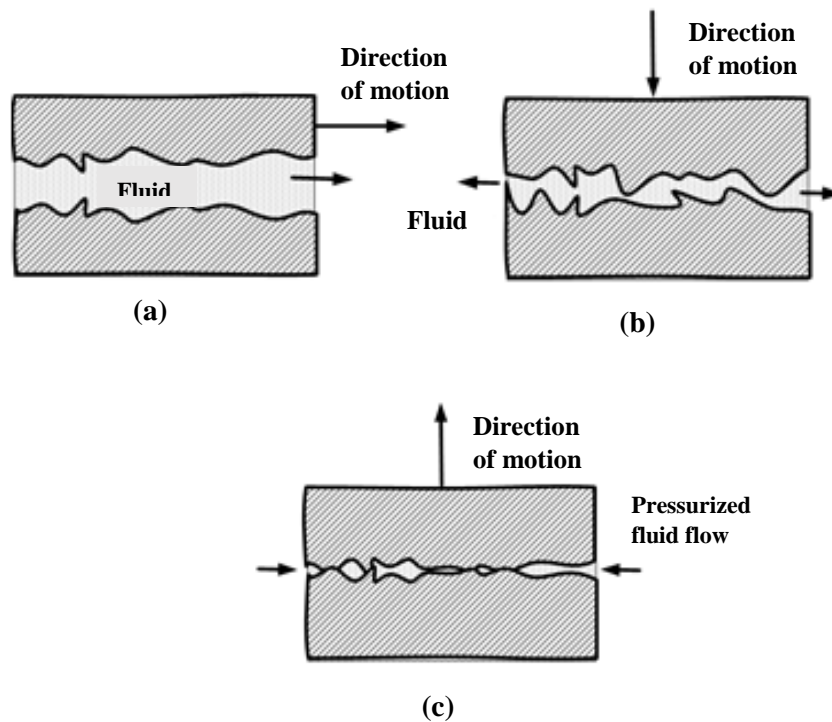 Direction
of motion
Fluid
(a)
Direction
of motion
Fluid
(b)
Direction
of motion
Pressurized
fluid flow
(c)